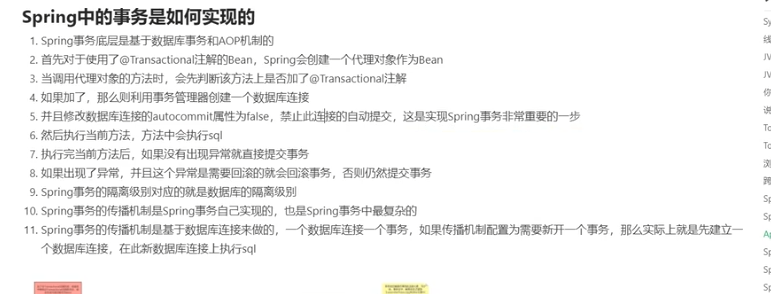 Spring中的事务是如何实现的
1. Spring事务底层是基于数据库事务和AOP机制的
2. 首先对于使用了@Transactional注解的Bean，Spring会创建一个代理对象作为Bean
3. 当调用代理对象的方法时，会先判断该方法上是否加了@Transactional注解
4. 如果加了，那么则利用事务管理器创建一个数据库连接
5. 并且修改数据库连接的autocommit属性为false，禁止此连接的自动提交，这是实现Spring事务非常重要的一步
6. 然后执行当前方法，方法中会执行sql
7. 执行完当前方法后，如果没有出现异常就直接提交事务
8. 如果出现了异常，并且这个异常是需要回滚的就会回滚事务，否则仍然提交事务
9. Spring事务的隔离级别对应的就是数据库的隔离级别
10. Spring事务的传播机制是Spring事务自己实现的，也是Spring事务中最复杂的
11. Spring事务的传播机制是基于数据库连接来做的，一个数据库连接一个事务，如果传播机制配置为需要新开一个事务，那么实际上就是先建立一
个数据库连接，在此新数据库连接上执行sql
Sy
线
JV
JV
你
说
To
To
浏
跨
Sp
Sp
Ap
Sp
Sp
Sp